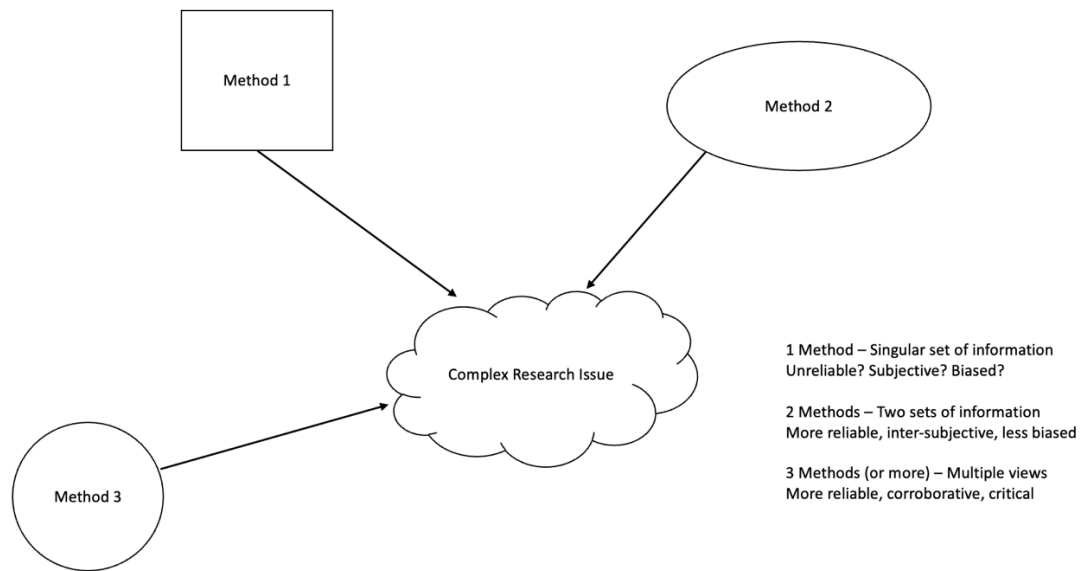 Method 1
Method 2
Complex Research Issue
Method 3
1 Method – Singular set of information
Unreliable? Subjective? Biased?
2 Methods – Two sets of information
More reliable, inter-subjective, less biased
3 Methods (or more) – Multiple views
More reliable, corroborative, critical